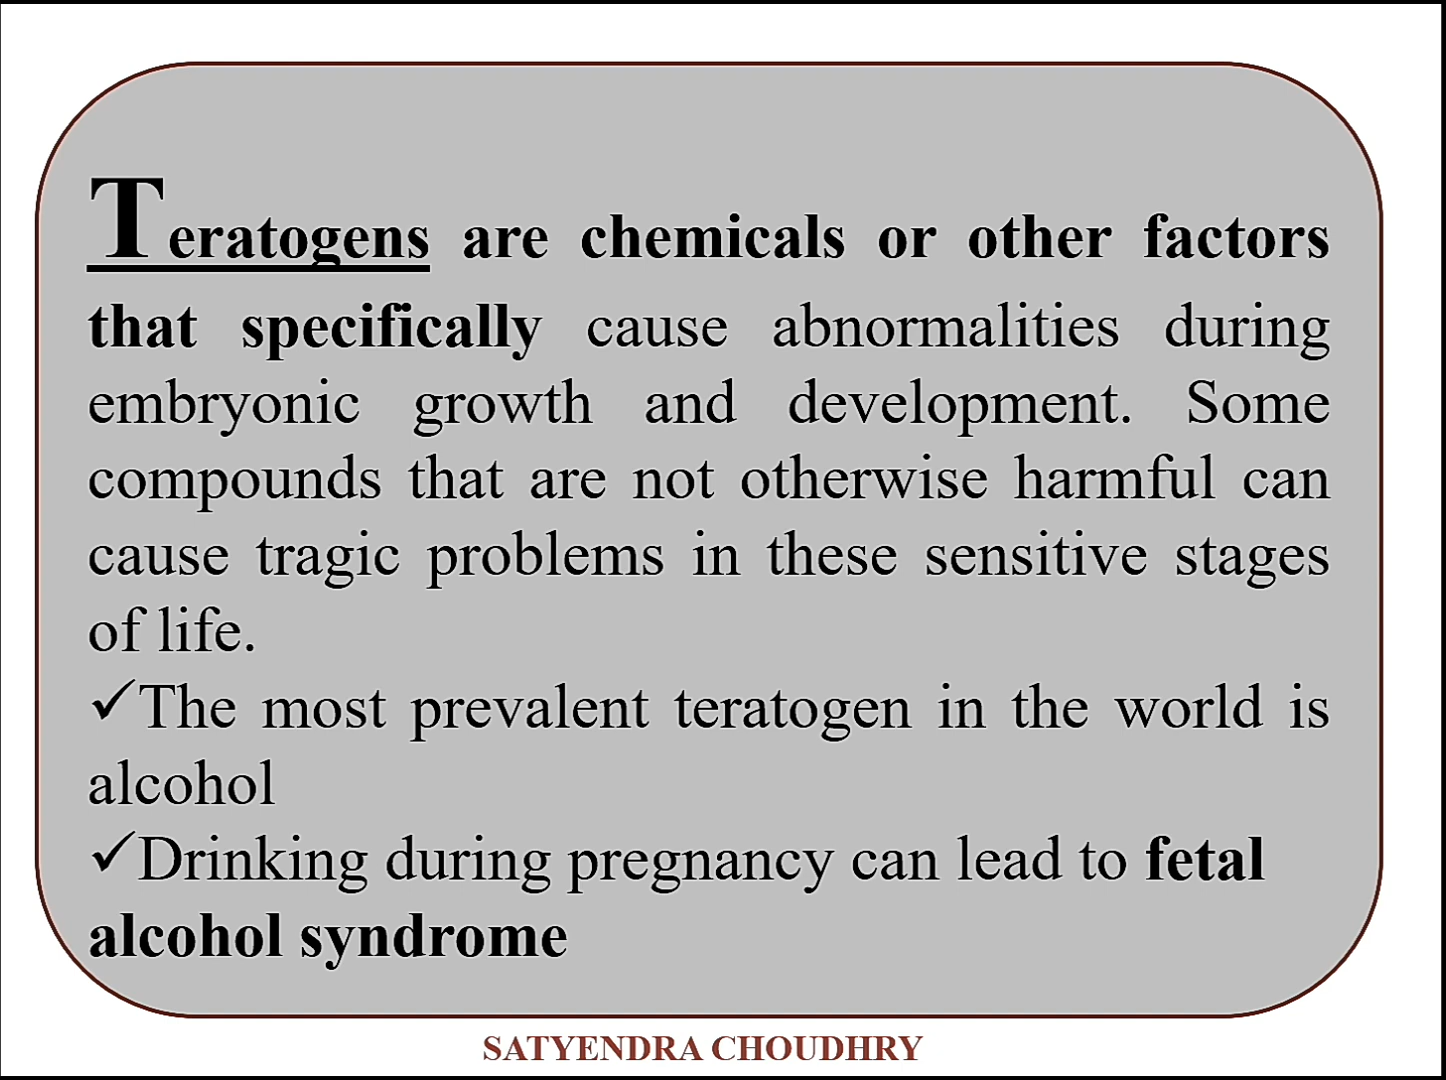 Teratogens are chemicals or other factors
that specifically cause abnormalities during
embryonic growth and development. Some
compounds that are not otherwise harmful can
cause tragic problems in these sensitive stages
of life.
✓The most prevalent teratogen in the world is
alcohol
✓Drinking during pregnancy can lead to fetal
alcohol syndrome
SATYENDRA CHOUDHRY